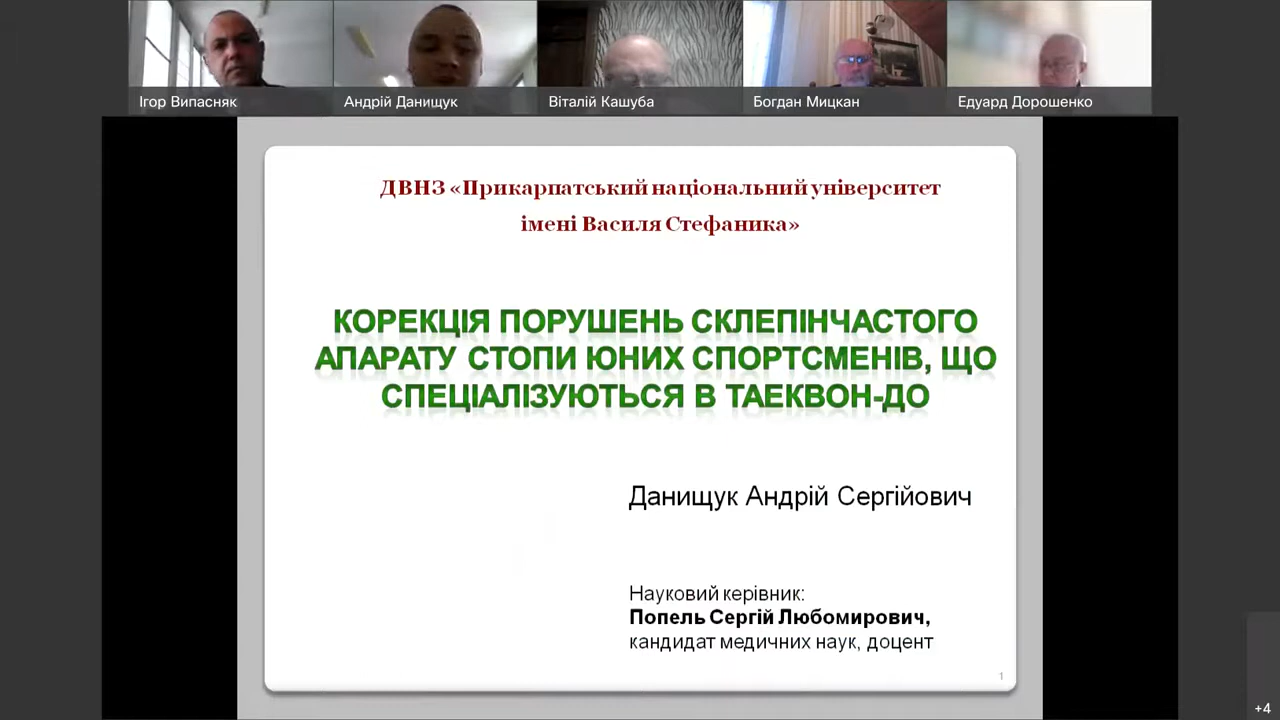 Ігор Випасняк
Андрій Данищук
Віталій Кашуба
Богдан Мицкан
Едуард Дорошенко
ДВНЗ «Прикарпатський національний університет
імені Василя Стефаника»
КОРЕКЦІЯ ПОРУШЕНЬ СКЛЕПІНЧАСТОГО
АПАРАТУ СТОПИ ЮНИХ СПОРТСМЕНІВ, ЩО
СПЕЦІАЛІЗУЮТЬСЯ В ТАЕКВОН-ДО
Данищук Андрій Сергійович
Науковий керівник:
Попель Сергій Любомирович,
кандидат медичних наук, доцент
1
+4